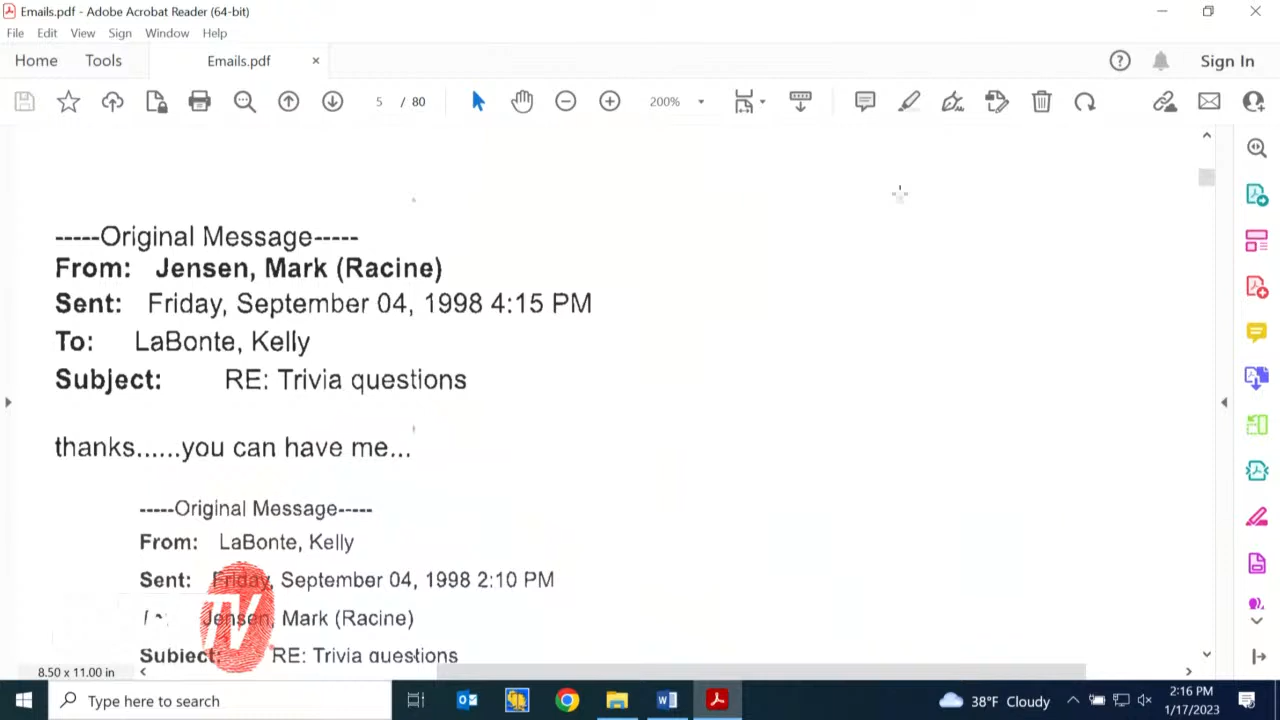 Emails.pdf - Adobe Acrobat Reader (64-bit)
File Edit View Sign Window Help
Home Tools Emails.pdf × Sign In
5 / 80 200%
-----Original Message-----
From: Jensen, Mark (Racine)
Sent: Friday, September 04, 1998 4:15 PM
To: LaBonte, Kelly
Subject: RE: Trivia questions
thanks......you can have me...
-----Original Message-----
From: LaBonte, Kelly
Sent: Friday, September 04, 1998 2:10 PM
Jensen, Mark (Racine)
TV
Subject: RE: Trivia questions
8.50 x 11.00 in
Type here to search
38°F Cloudy
2:16 PM
1/17/2023